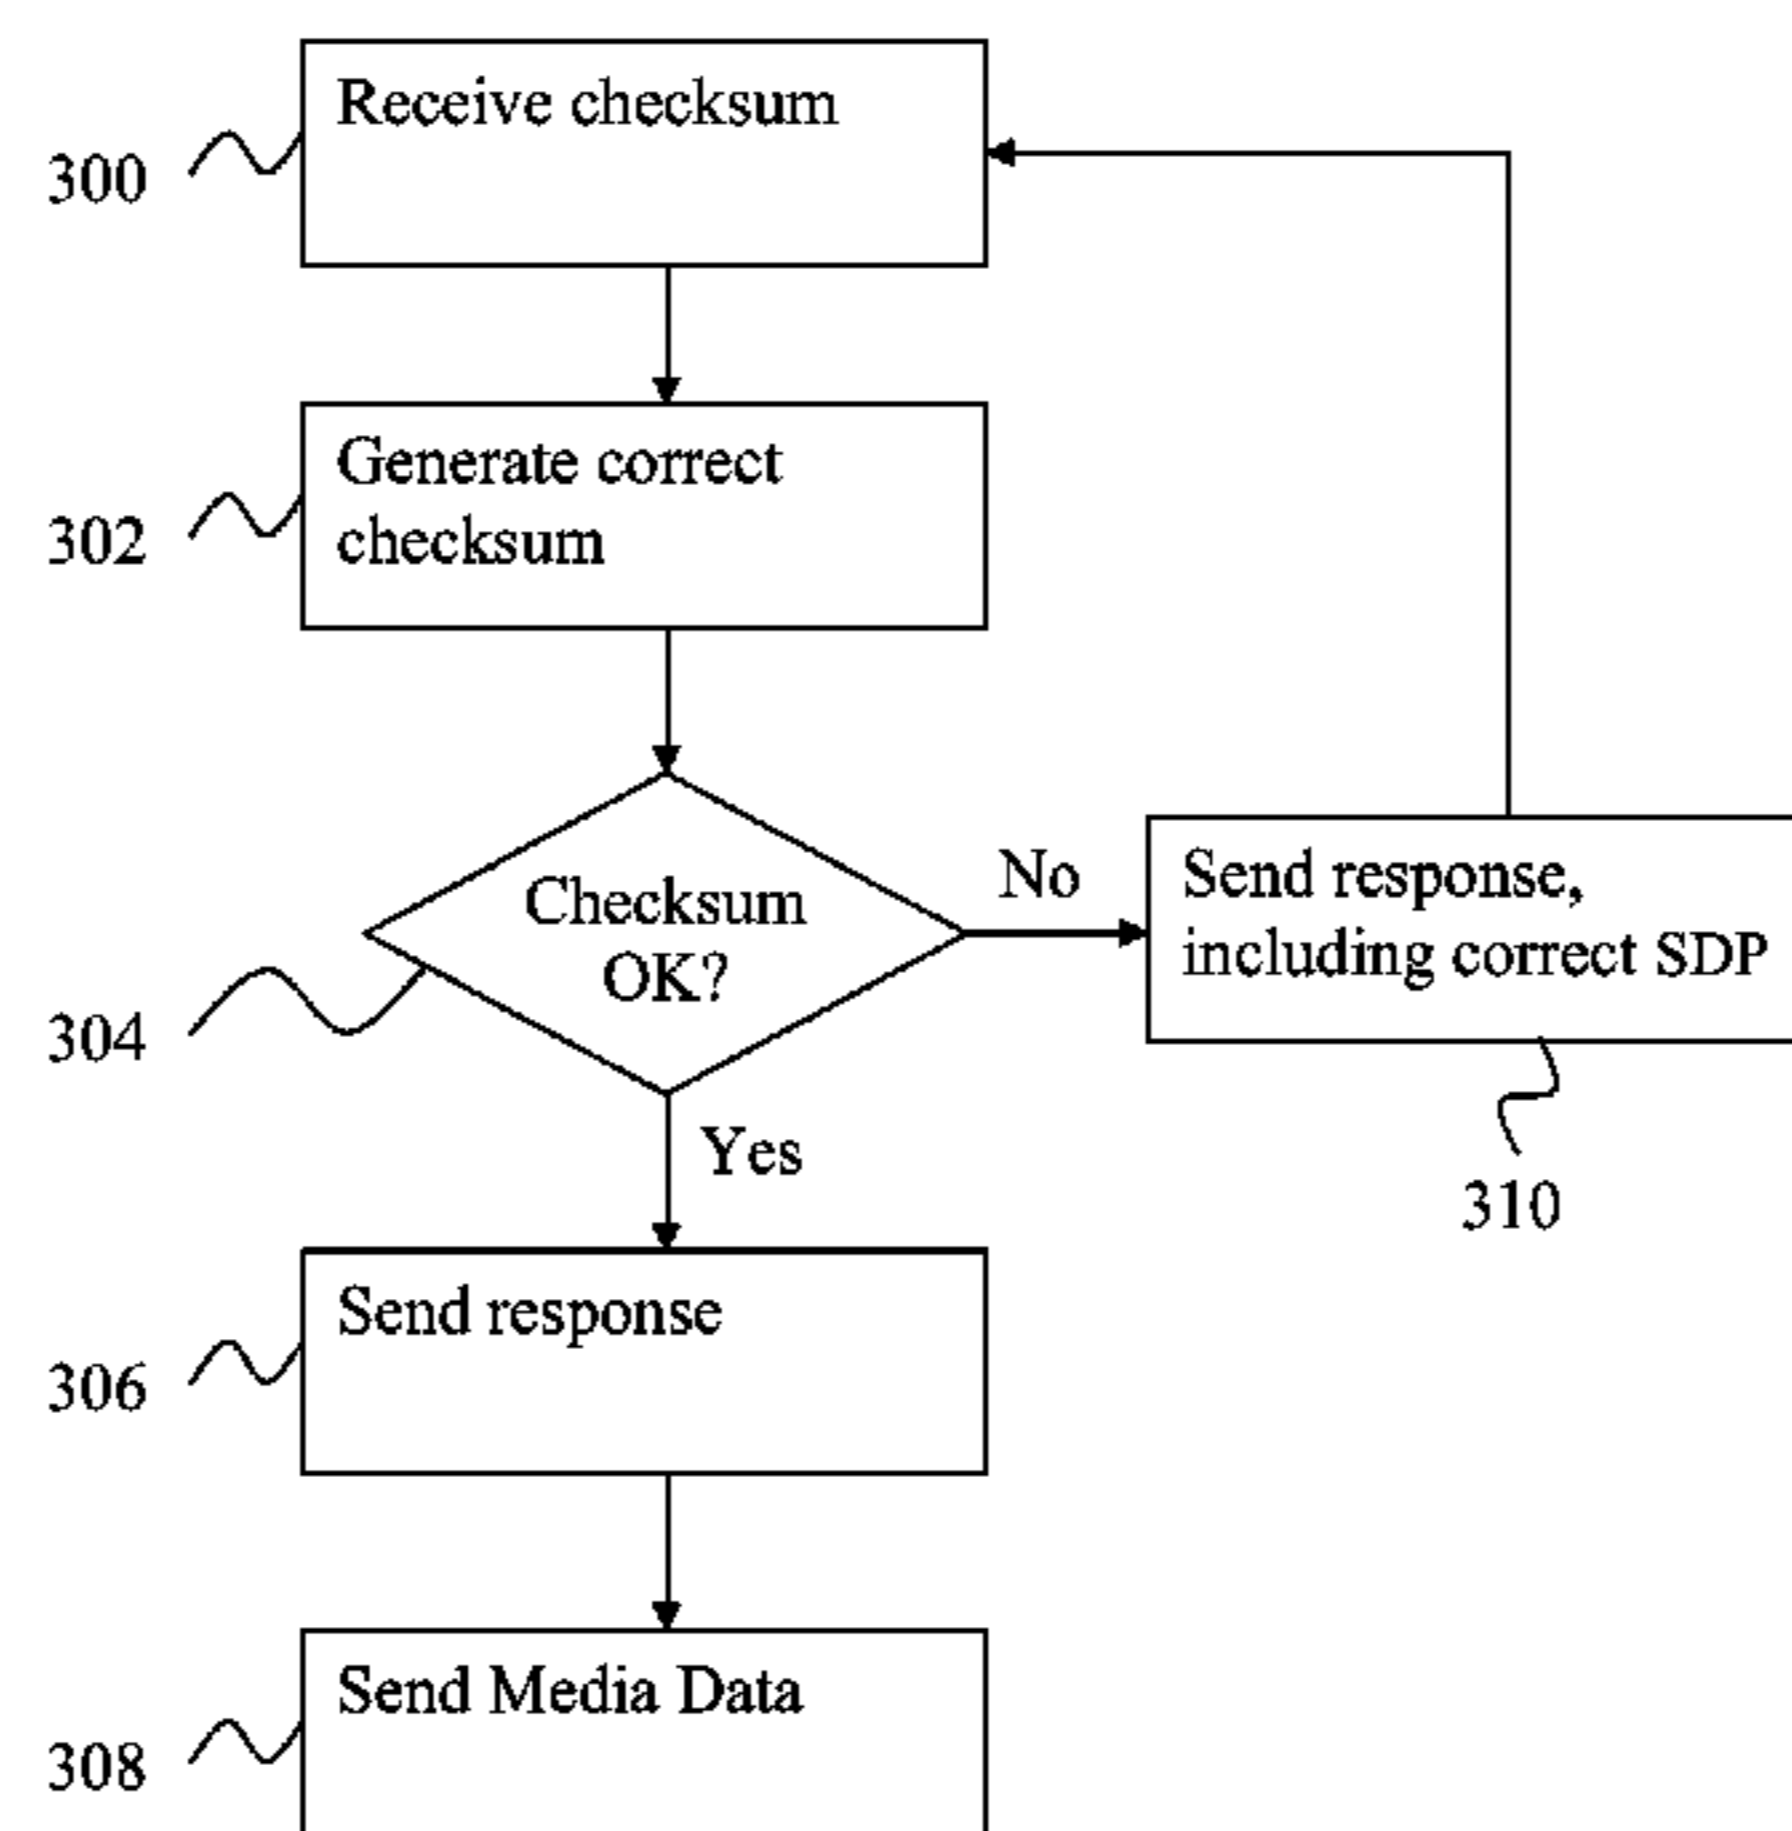 Receive checksum
300
Generate correct
checksum
302
Checksum
OK?
No
Send response,
including correct SDP
304
Yes
310
Send response
306
Send Media Data
308